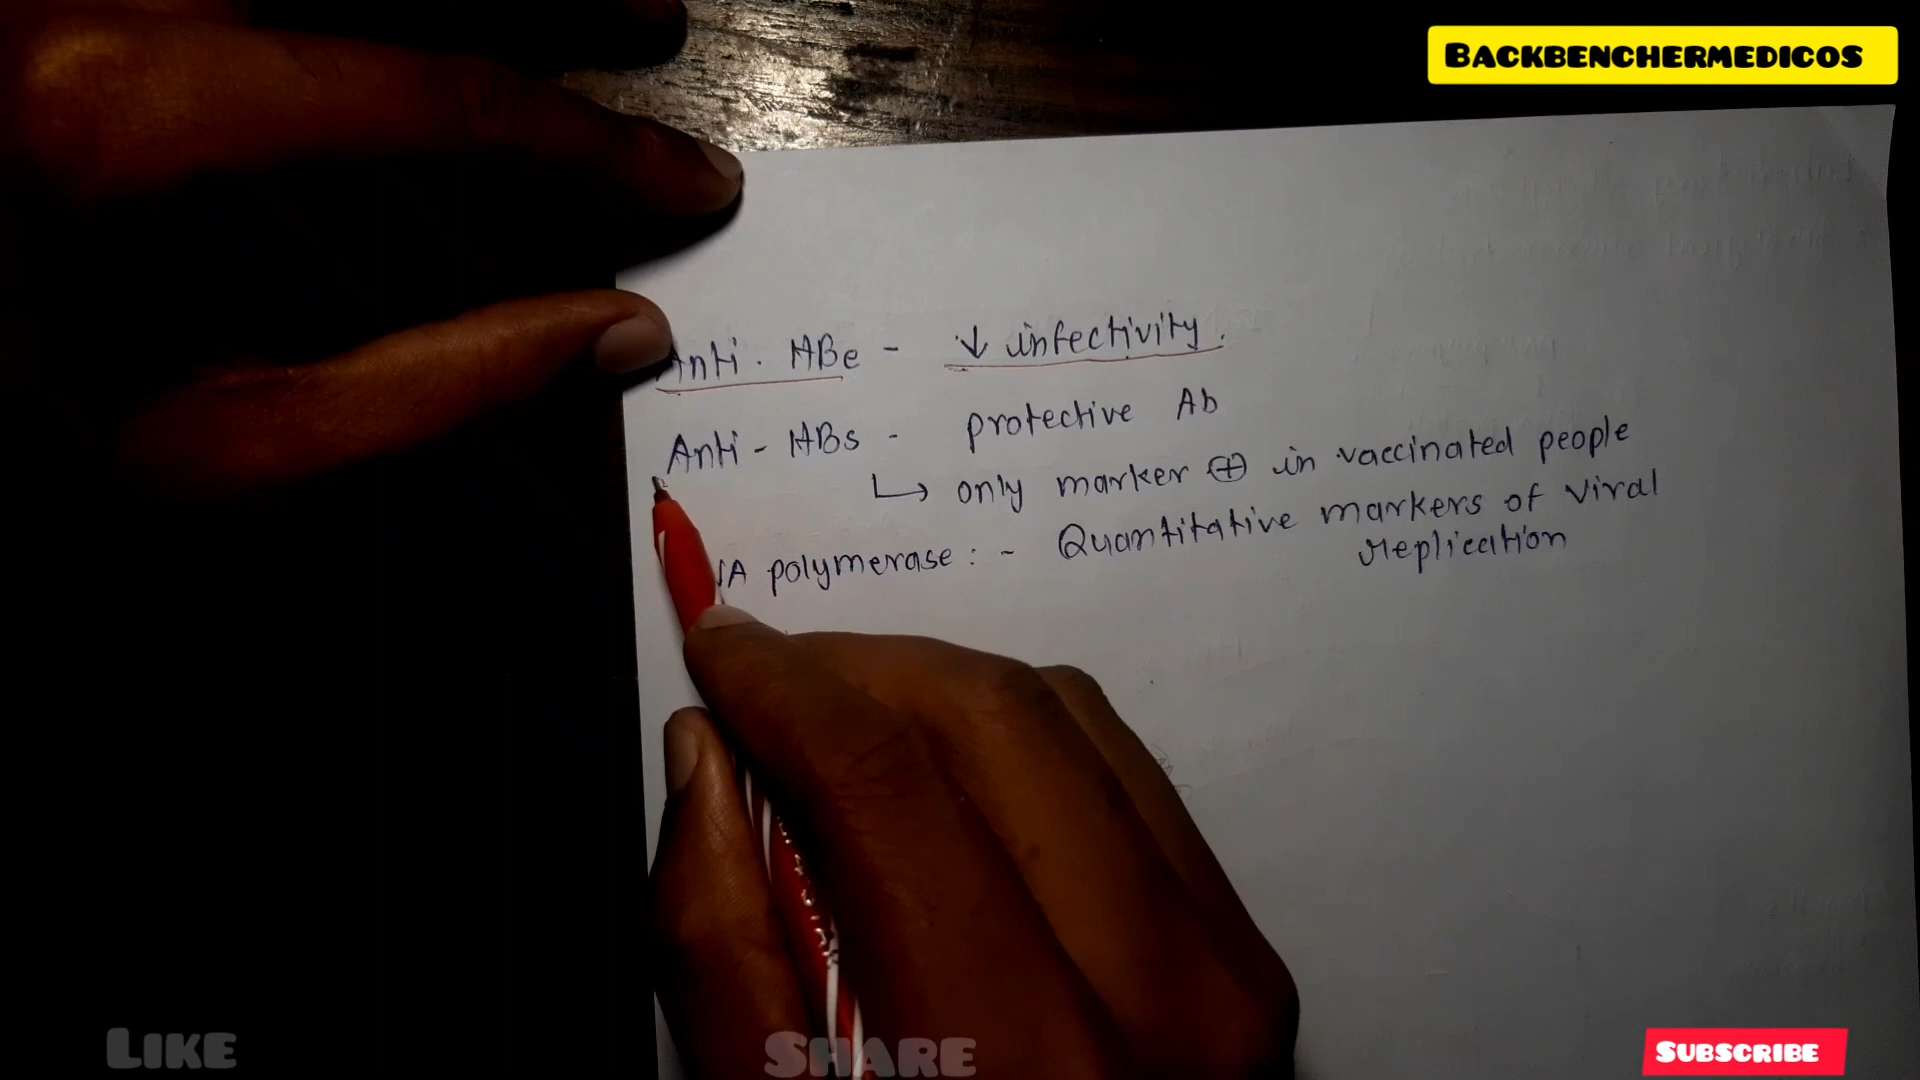 BACKBENCHERMEDICOS
Anti. HBe - ↓ infectivity.
Anti - HBs - protective Ab
↳ only marker ⊕ in vaccinated people
polymerase : - Quantitative markers of viral
replication
LIKE
SHARE
SUBSCRIBE